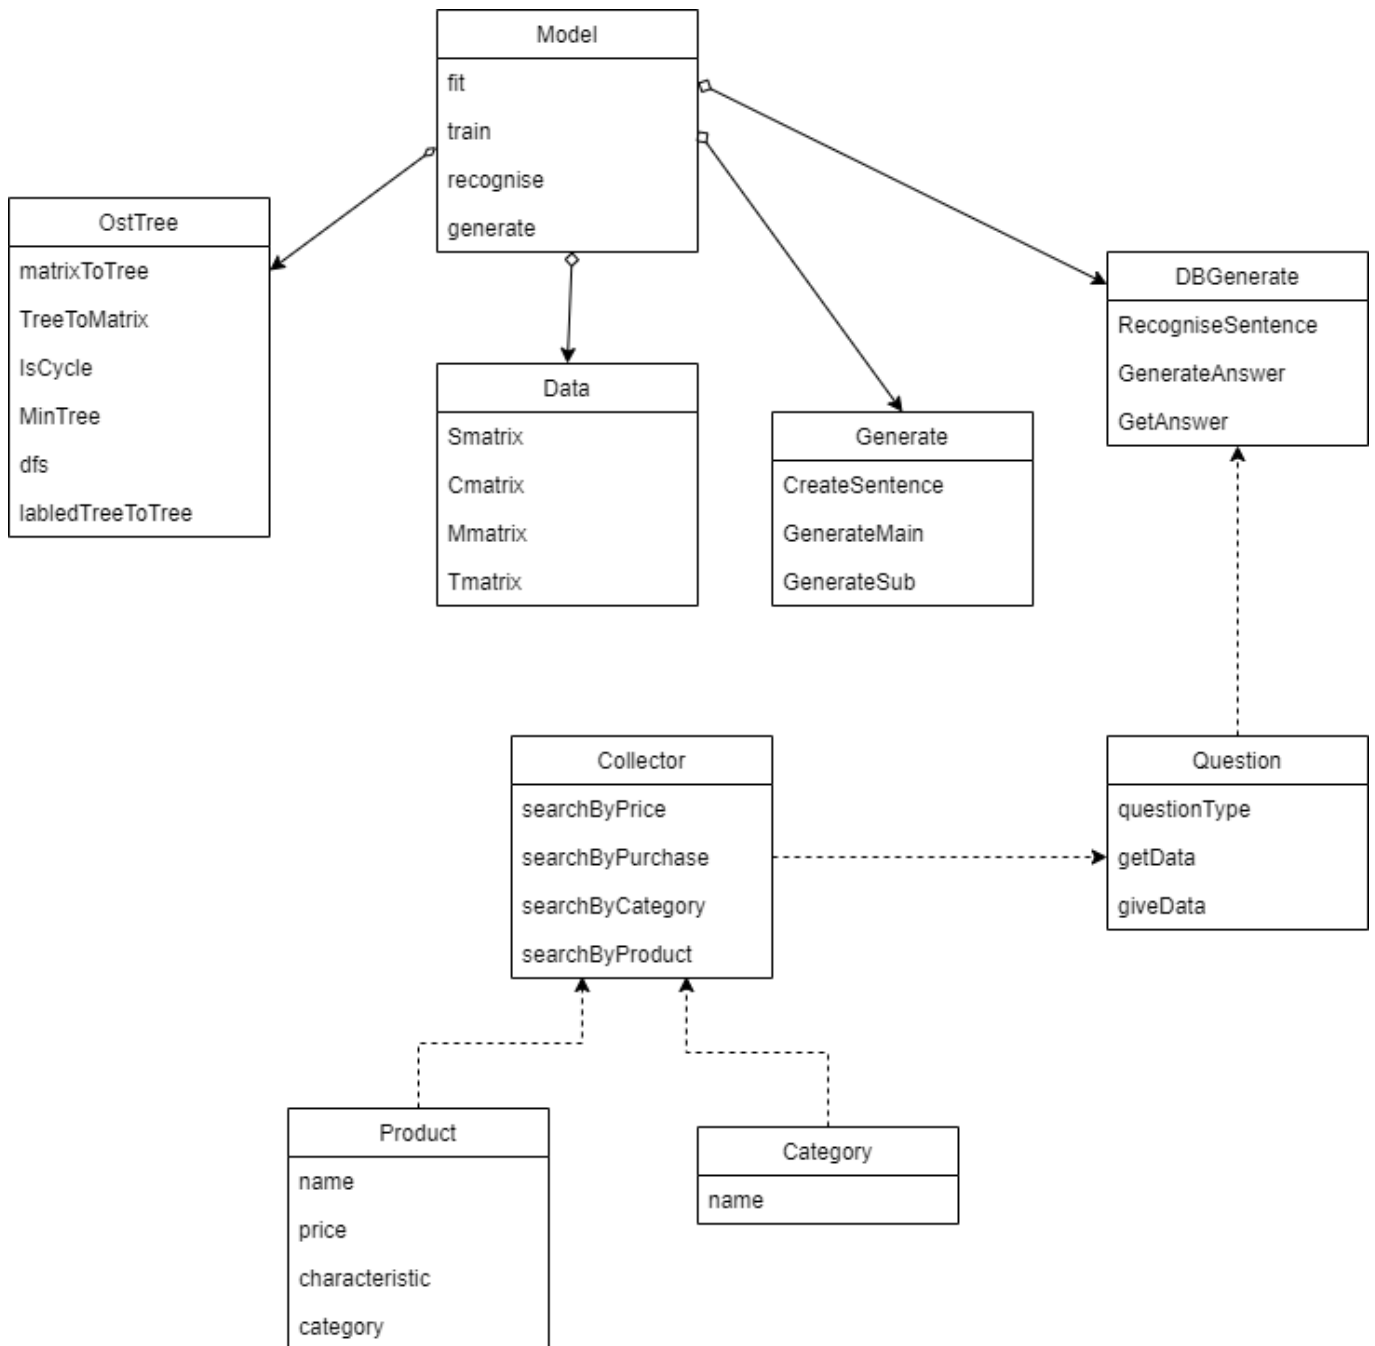 Model
fit
train
recognise
generate
OstTree
matrixToTree
TreeToMatrix
IsCycle
MinTree
dfs
labledTreeToTree
Data
Smatrix
Cmatrix
Mmatrix
Tmatrix
Generate
CreateSentence
GenerateMain
GenerateSub
DBGenerate
RecogniseSentence
GenerateAnswer
GetAnswer
Collector
searchByPrice
searchByPurchase
searchByCategory
searchByProduct
Question
questionType
getData
giveData
Product
name
price
characteristic
category
Category
name